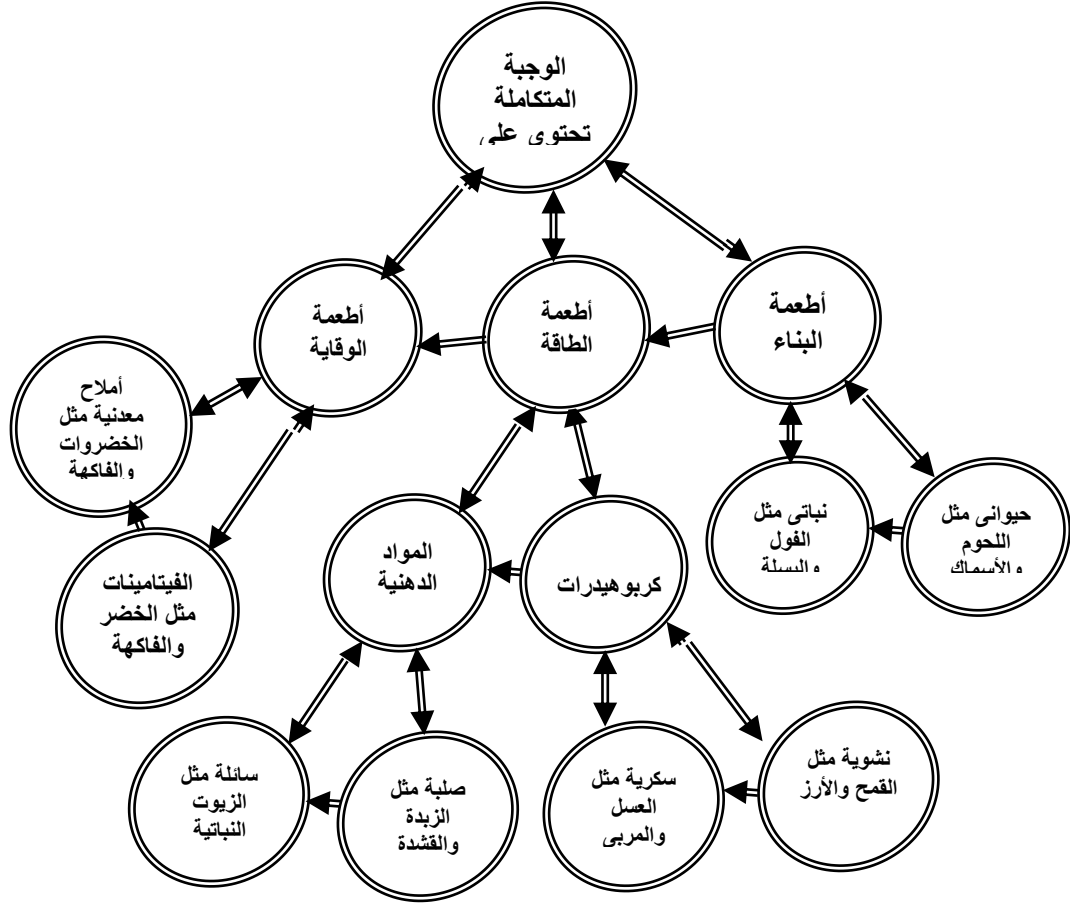 الوجبة
المتكاملة
تحتوى على
أطعمة
البناء
أطعمة
الطاقة
أطعمة
الوقاية
حيوانى مثل
اللحوم
والأسماك
نباتى مثل
الفول
والبسلة
كربوهيدرات
المواد
الدهنية
أملاح
معدنية مثل
الخضروات
والفاكهة
الفيتامينات
مثل الخضر
والفاكهة
نشوية مثل
القمح والأرز
سكرية مثل
العسل
والمربى
صلبة مثل
الزبدة
والقشدة
سائلة مثل
الزيوت
النباتية